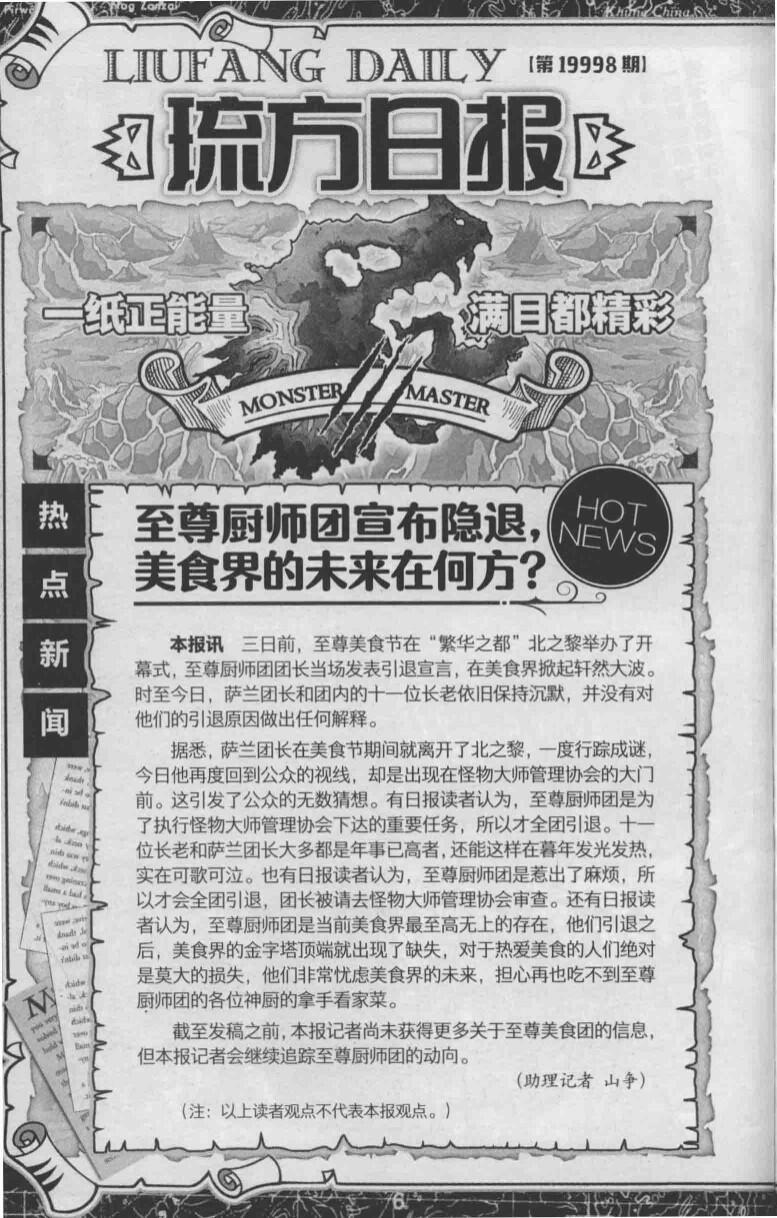 Khung China
LIUFANG DAILY 【第 19998 期】
琉方日报
一纸正能量 满目都精彩
MONSTER MASTER
热点新闻
HOT
NEWS
至尊厨师团宣布隐退，
美食界的未来在何方？
本报讯 三日前，至尊美食节在“繁华之都”北之黎举办了开
幕式，至尊厨师团团长当场发表引退宣言，在美食界掀起轩然大波。
时至今日，萨兰团长和团内的十一位长老依旧保持沉默，并没有对
他们的引退原因做出任何解释。
据悉，萨兰团长在美食节期间就离开了北之黎，一度行踪成谜，
今日他再度回到公众的视线，却是出现在怪物大师管理协会的大门
前。这引发了公众的无数猜想。有日报读者认为，至尊厨师团是为
了执行怪物大师管理协会下达的重要任务，所以才全团引退。十一
位长老和萨兰团长大多都是年事已高者，还能这样在暮年发光发热，
实在可歌可泣。也有日报读者认为，至尊厨师团是惹出了麻烦，所
以才会全团引退，团长被请去怪物大师管理协会审查。还有日报读
者认为，至尊厨师团是当前美食界最至高无上的存在，他们引退之
后，美食界的金字塔顶端就出现了缺失，对于热爱美食的人们绝对
是莫大的损失，他们非常忧虑美食界的未来，担心再也吃不到至尊
厨师团的各位神厨的拿手看家菜。
截至发稿之前，本报记者尚未获得更多关于至尊美食团的信息，
但本报记者会继续追踪至尊厨师团的动向。
（助理记者 山争）
（注：以上读者观点不代表本报观点。）
6